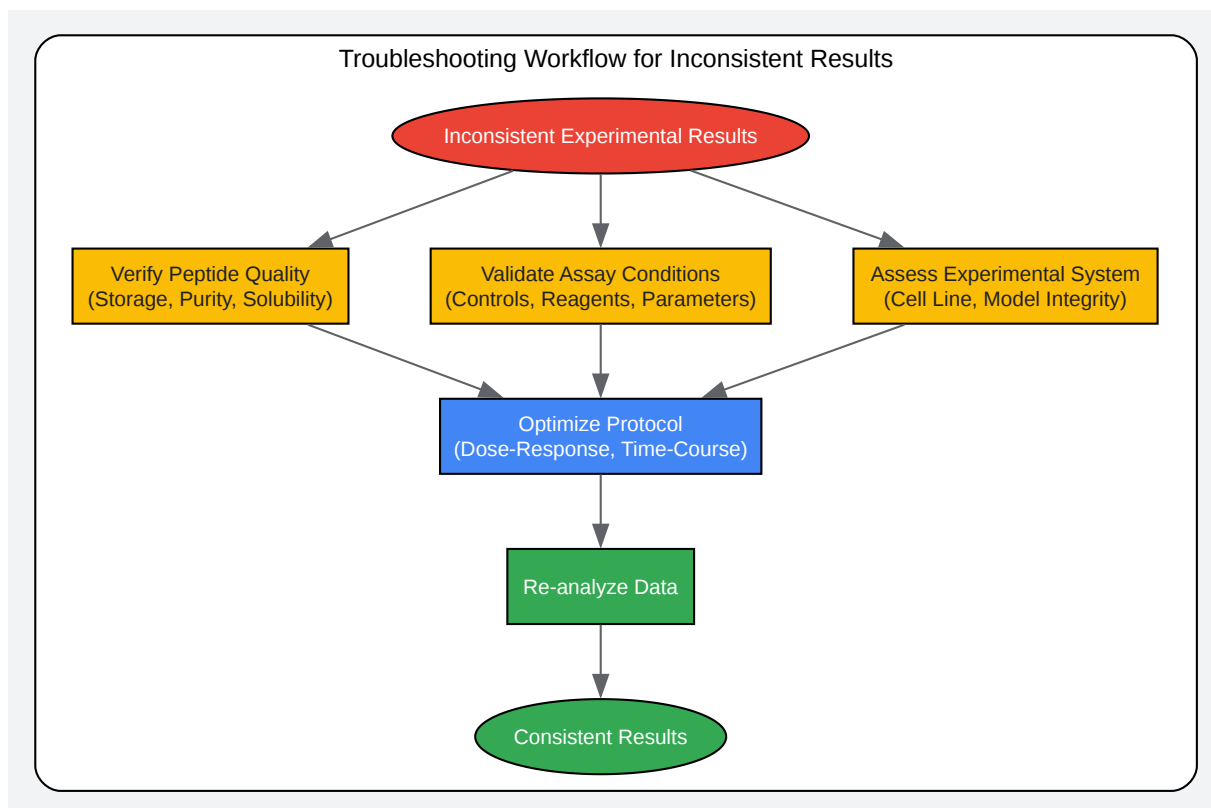 Troubleshooting Workflow for Inconsistent Results
Inconsistent Experimental Results
Verify Peptide Quality
(Storage, Purity, Solubility)
Validate Assay Conditions
(Controls, Reagents, Parameters)
Assess Experimental System
(Cell Line, Model Integrity)
Optimize Protocol
(Dose-Response, Time-Course)
Re-analyze Data
Consistent Results